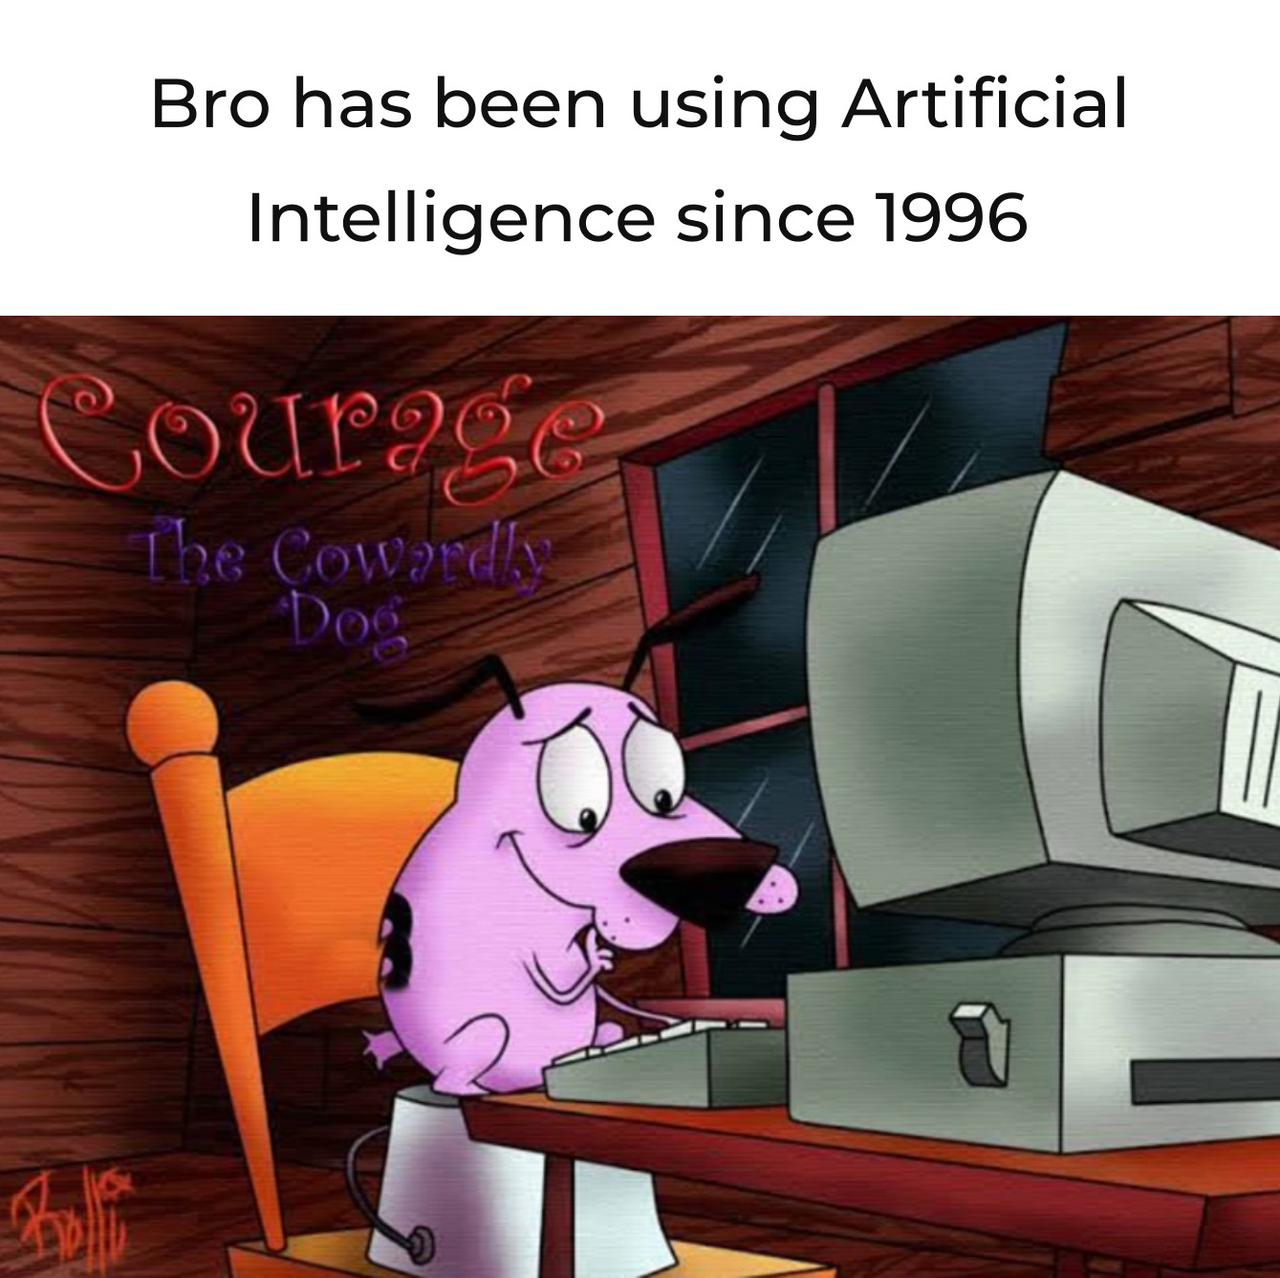 Bro has been using Artificial
Intelligence since 1996
Courage
The Cowardly
Dog